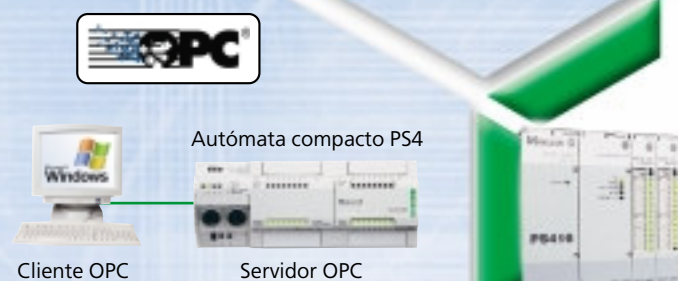 OPC®
Autómata compacto PS4
Windows
PS416
Cliente OPC
Servidor OPC